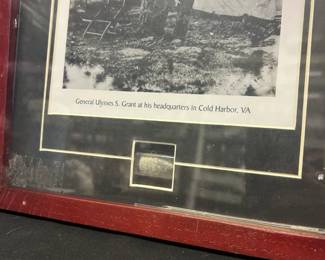 General Ulysses S. Grant at his headquarters in Cold Harbor, VA